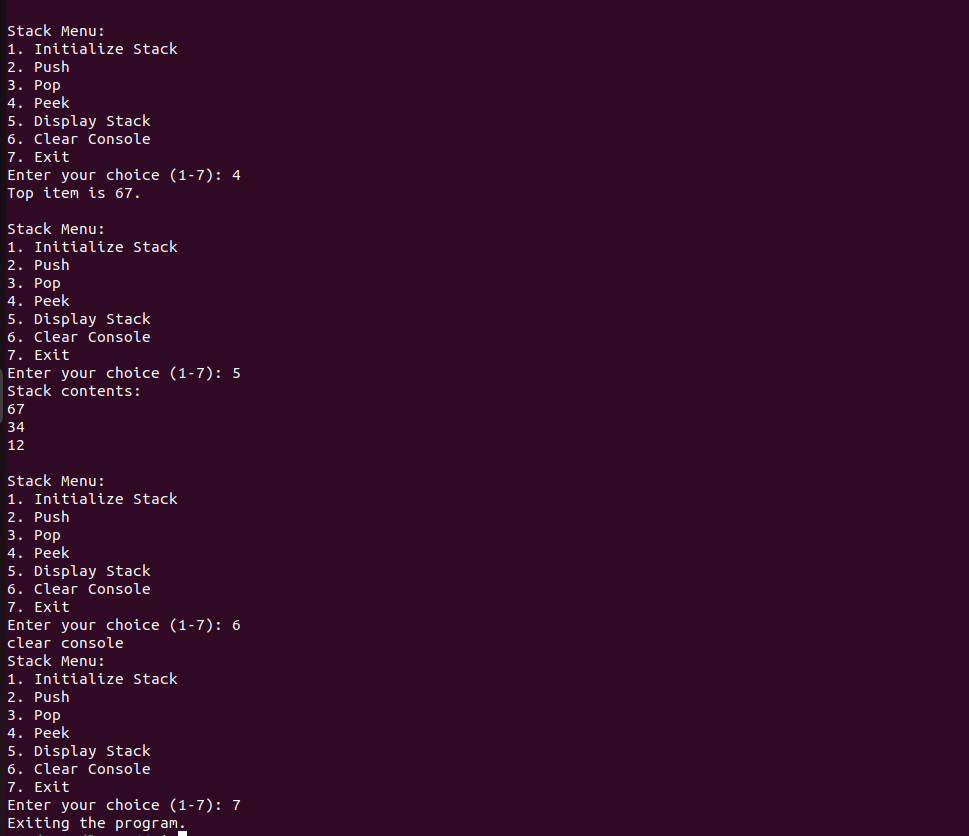 Stack Menu:
1. Initialize Stack
2. Push
3. Pop
4. Peek
5. Display Stack
6. Clear Console
7. Exit
Enter your choice (1-7): 4
Top item is 67.
Stack Menu:
1. Initialize Stack
2. Push
3. Pop
4. Peek
5. Display Stack
6. Clear Console
7. Exit
Enter your choice (1-7): 5
Stack contents:
67
34
12
Stack Menu:
1. Initialize Stack
2. Push
3. Pop
4. Peek
5. Display Stack
6. Clear Console
7. Exit
Enter your choice (1-7): 6
clear console
Stack Menu:
1. Initialize Stack
2. Push
3. Pop
4. Peek
5. Display Stack
6. Clear Console
7. Exit
Enter your choice (1-7): 7
Exiting the program.